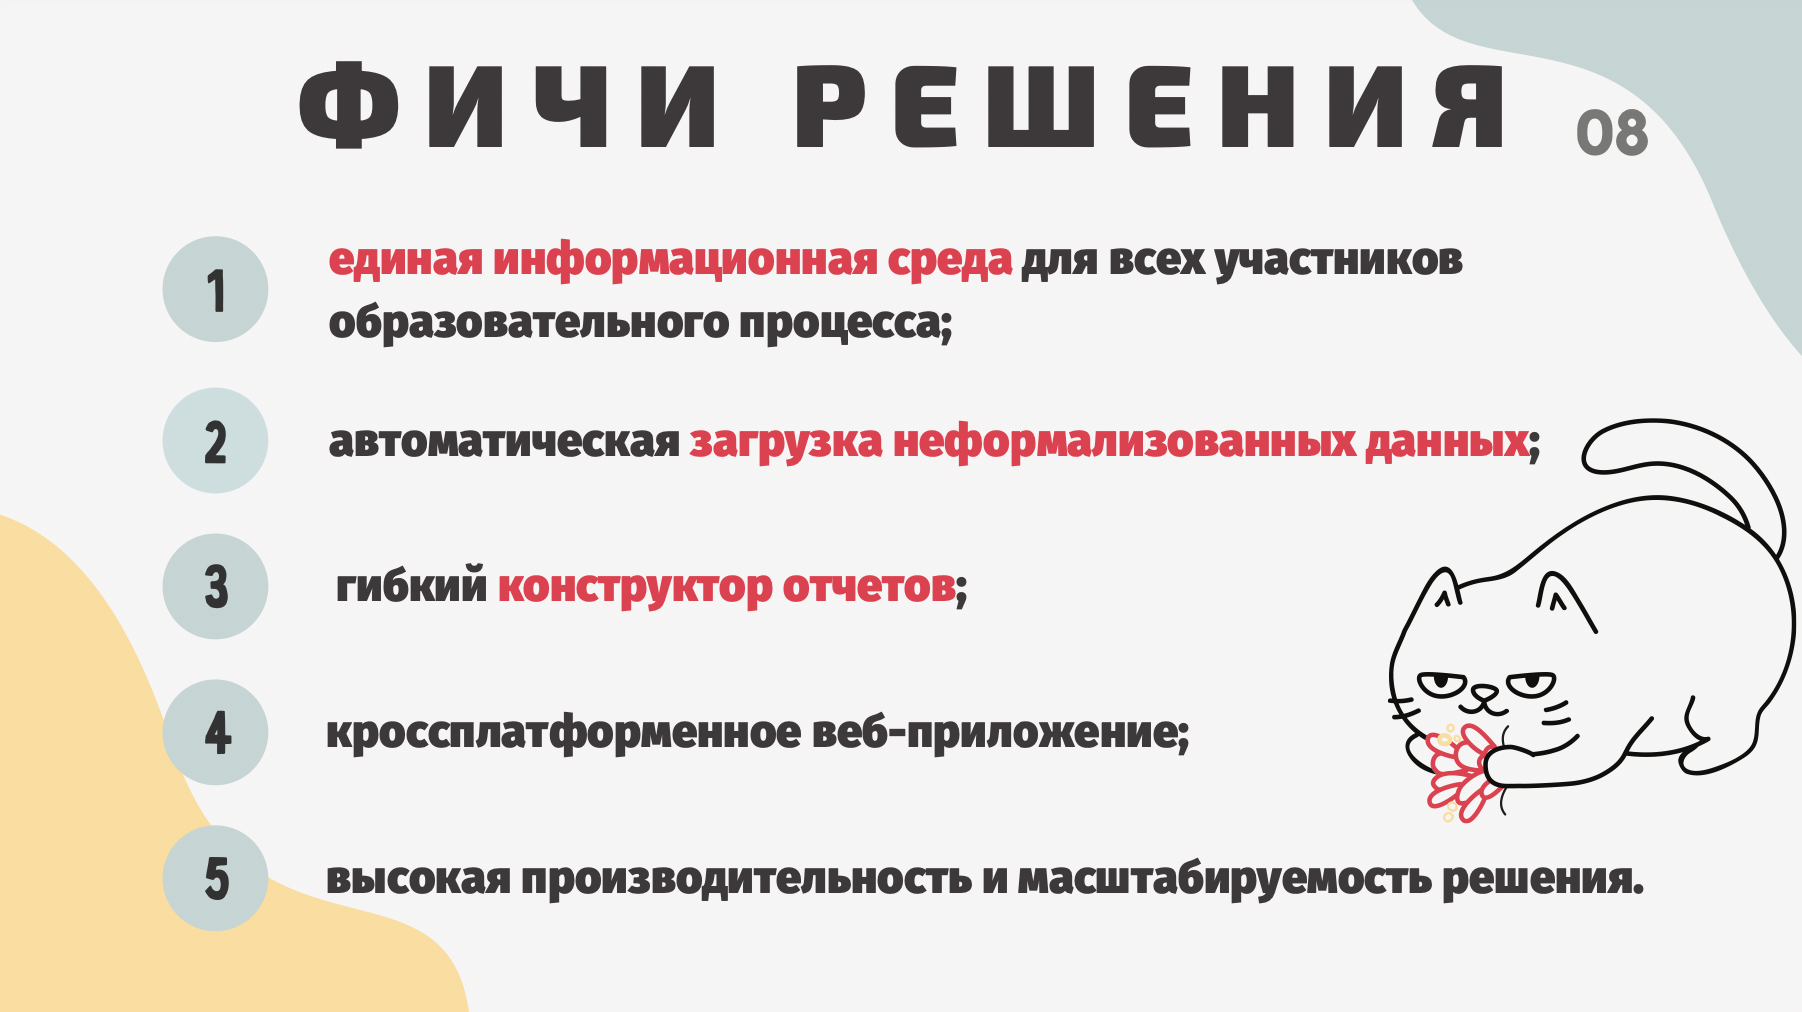 ФИЧИ РЕШЕНИЯ
08
1
единая информационная среда для всех участников
образовательного процесса;
2
автоматическая загрузка неформализованных данных;
3
гибкий конструктор отчетов;
4
кроссплатформенное веб-приложение;
5
высокая производительность и масштабируемость решения.